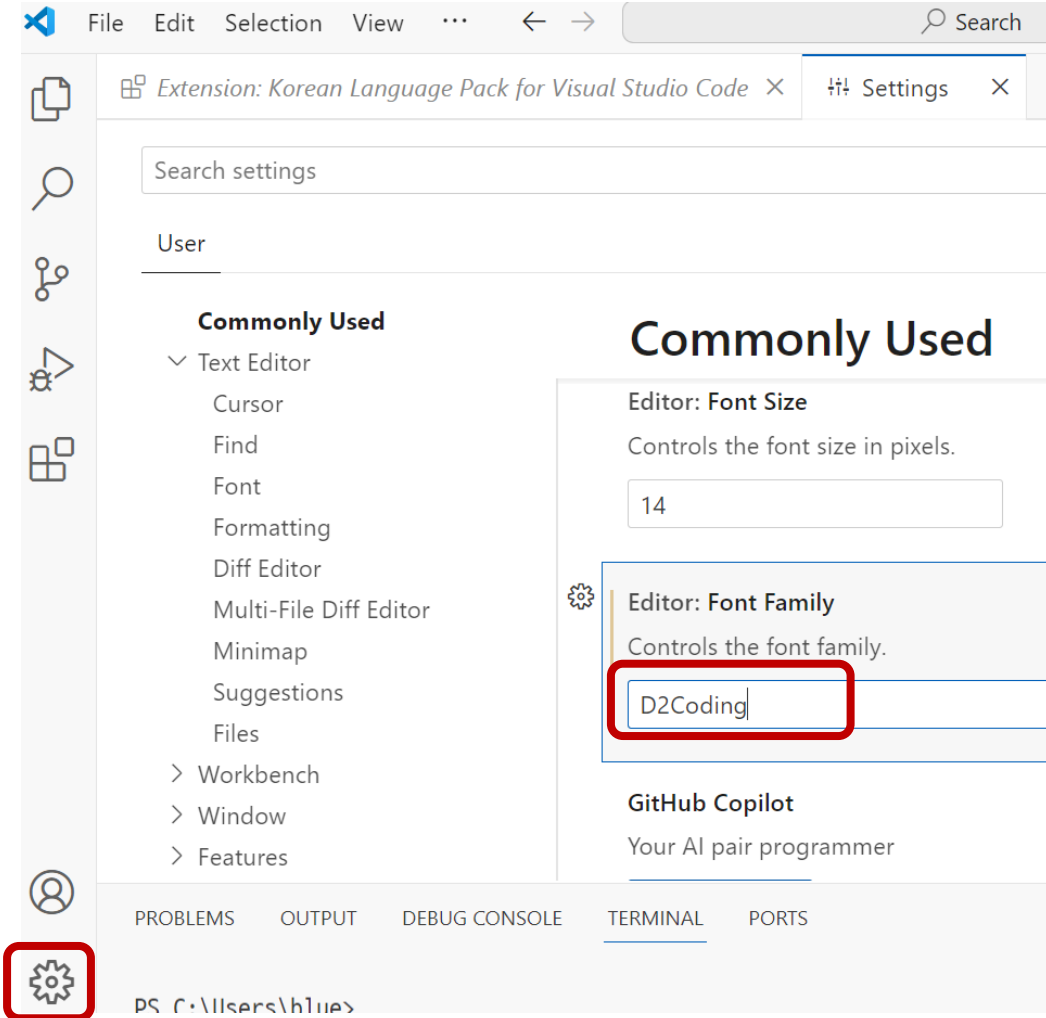 File Edit Selection View ··· ← → Search
Extension: Korean Language Pack for Visual Studio Code × Settings ×
Search settings
User
Commonly Used
Text Editor
Cursor
Find
Font
Formatting
Diff Editor
Multi-File Diff Editor
Minimap
Suggestions
Files
Workbench
Window
Features
Commonly Used
Editor: Font Size
Controls the font size in pixels.
14
Editor: Font Family
Controls the font family.
D2Coding
GitHub Copilot
Your AI pair programmer
PROBLEMS OUTPUT DEBUG CONSOLE TERMINAL PORTS
PS C:\Users\blue>